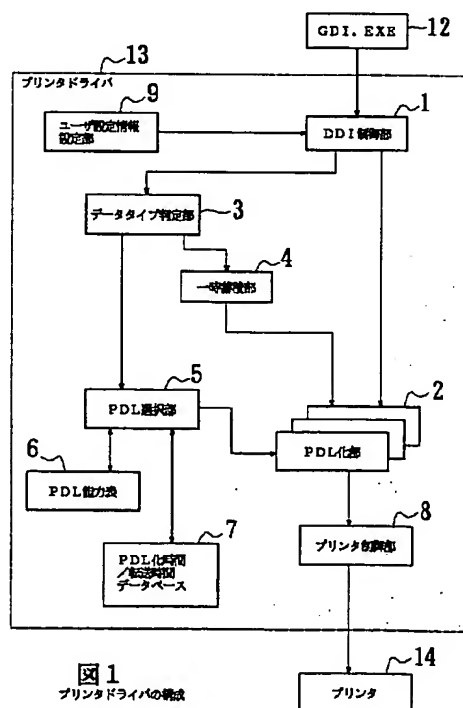 GDI.EXE
12
13
プリンタドライバ
9
ユーザ設定情報
設定部
1
DDI制御部
データタイプ判定部
3
4
一時蓄積部
5
PDL選択部
2
PDL化部
6
PDL能力表
7
PDL化時間
/転送時間
データベース
8
プリンタ制御部
図1
プリンタドライバの構成
14
プリンタ